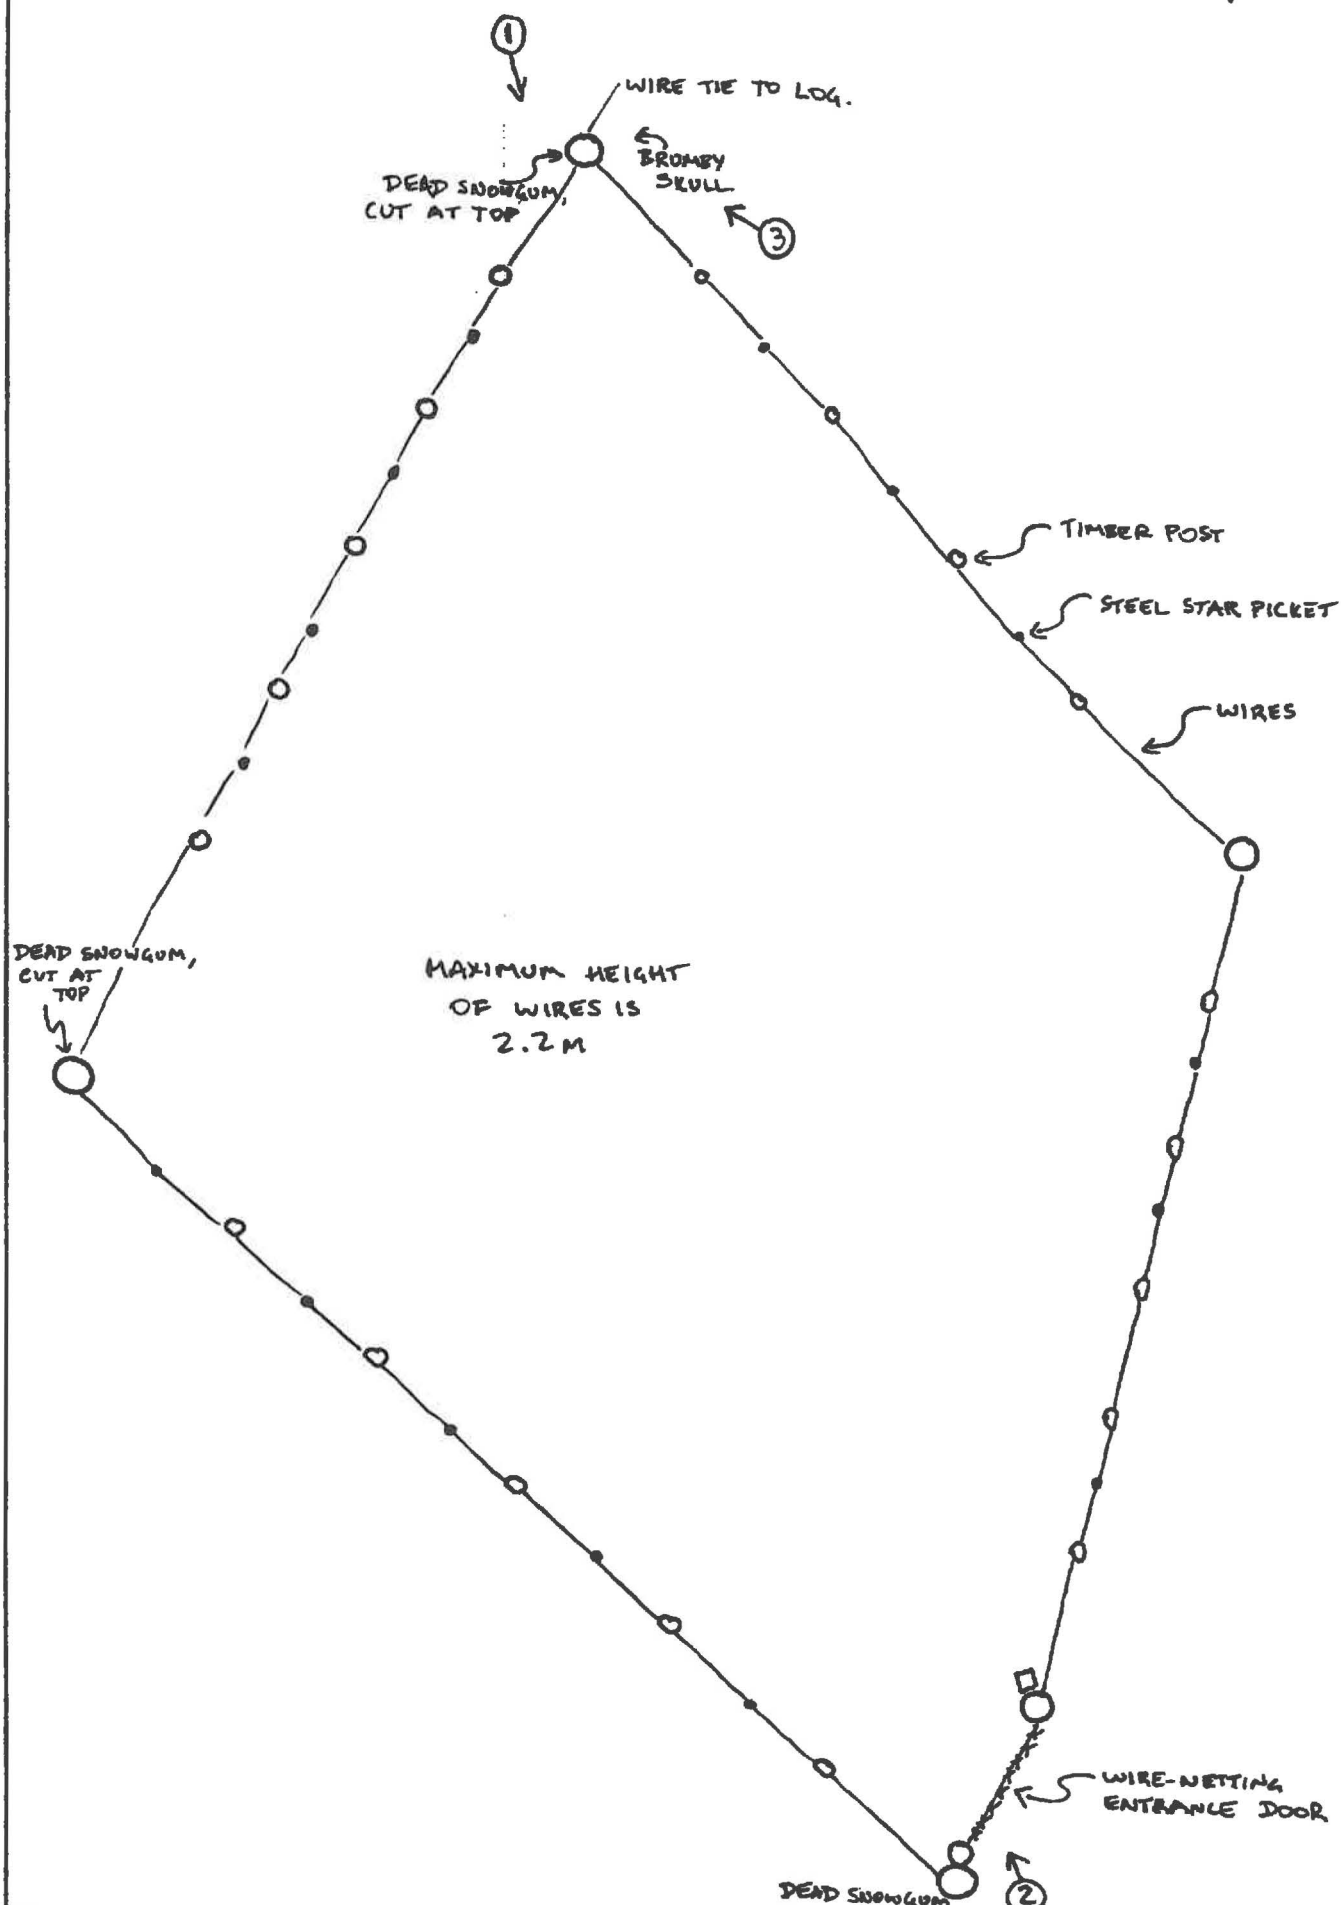 1
WIRE TIE TO LOG.
BRUMBY
SKULL
DEAD SNOWGUM,
CUT AT TOP
3
TIMBER POST
STEEL STAR PICKET
WIRES
DEAD SNOWGUM,
CUT AT
TOP
MAXIMUM HEIGHT
OF WIRES IS
2.2M
WIRE-NETTING
ENTRANCE DOOR
DEAD SNOWGUM
2